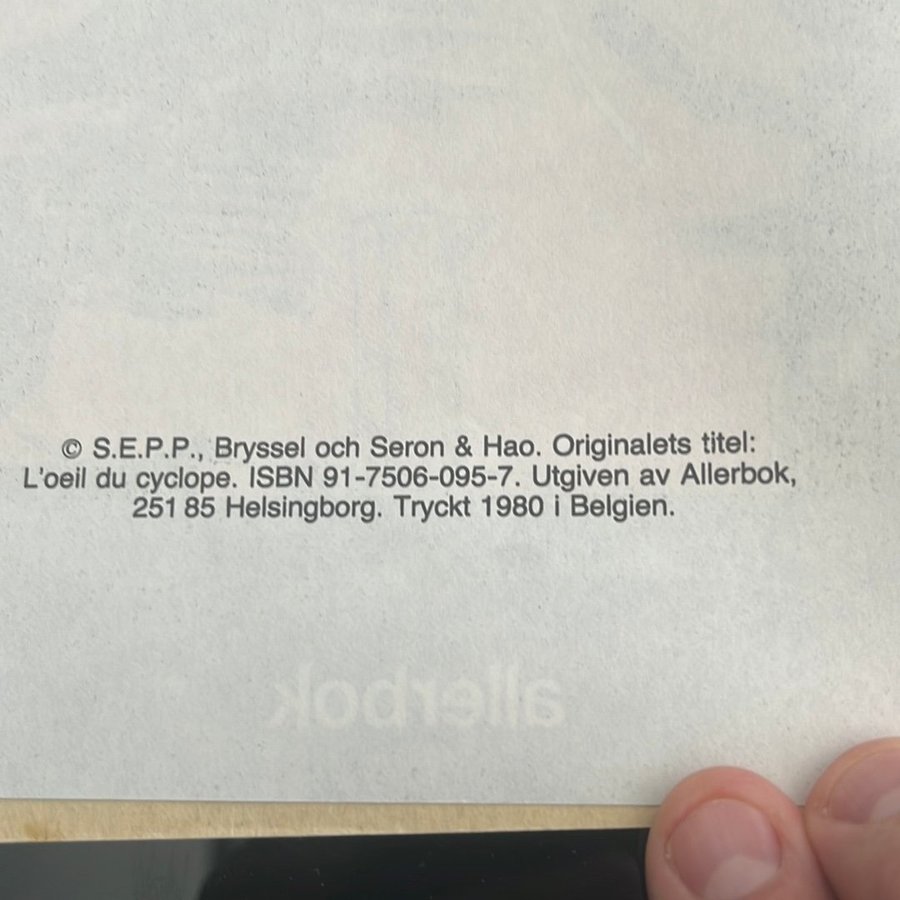 © S.E.P.P., Bryssel och Seron & Hao. Originalets titel:
L'oeil du cyclope. ISBN 91-7506-095-7. Utgiven av Allerbok,
251 85 Helsingborg. Tryckt 1980 i Belgien.
allerbok